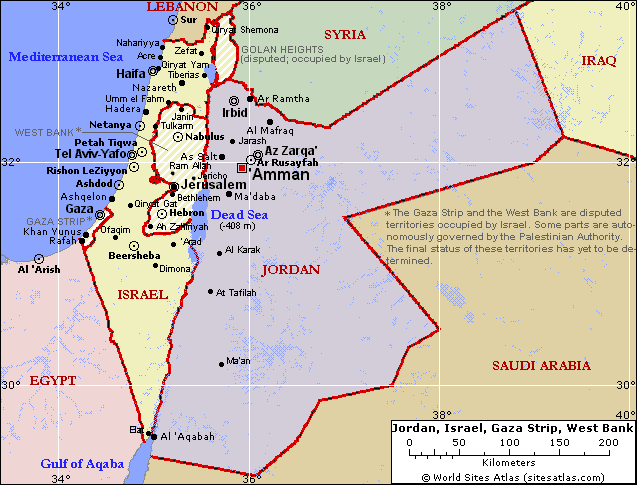 LEBANON
Sur
Qiryat Shemona
Nahariyya
Mediterranean Sea
Acre
Zefat
GOLAN HEIGHTS
(disputed; occupied by Israel)
SYRIA
IRAQ
Qiryat Yam
Haifa
Tiberias
Nazareth
Umm el Fahm
Hadera
Irbid
Ar Ramtha
Janin
Netanya
Tulkarm
Al Mafraq
WEST BANK *
Nabulus
Jarash
Petah Tiqwa
Tel Aviv-Yafo
As Salt
Az Zarqa'
Ar Rusayfah
32°
32°
Rishon LeZiyyon
Ram Allah
Amman
Jericho
Ashdod
Jerusalem
Ashqelon
Bethlehem
Ma'daba
Qiryat Gat
Gaza
Hebron
Dead Sea
(-408 m)
GAZA STRIP *
Ofaqim
Az Zahiriyah
Khan Yunus
Rafah
Beersheba
'Arad
Al Karak
Al 'Arish
Dimona
JORDAN
* The Gaza Strip and the West Bank are disputed
territories occupied by Israel. Some parts are auto-
nomously governed by the Palestinian Authority.
The final status of these territories has yet to be de-
termined.
ISRAEL
At Tafilah
Ma'an
SAUDI ARABIA
EGYPT
30°
30°
Elat
Al 'Aqabah
Gulf of Aqaba
34°
36°
38°
34°
36°
38°
40°
Jordan, Israel, Gaza Strip, West Bank
0 50 100 150 200
Kilometers
© World Sites Atlas (sitesatlas.com)